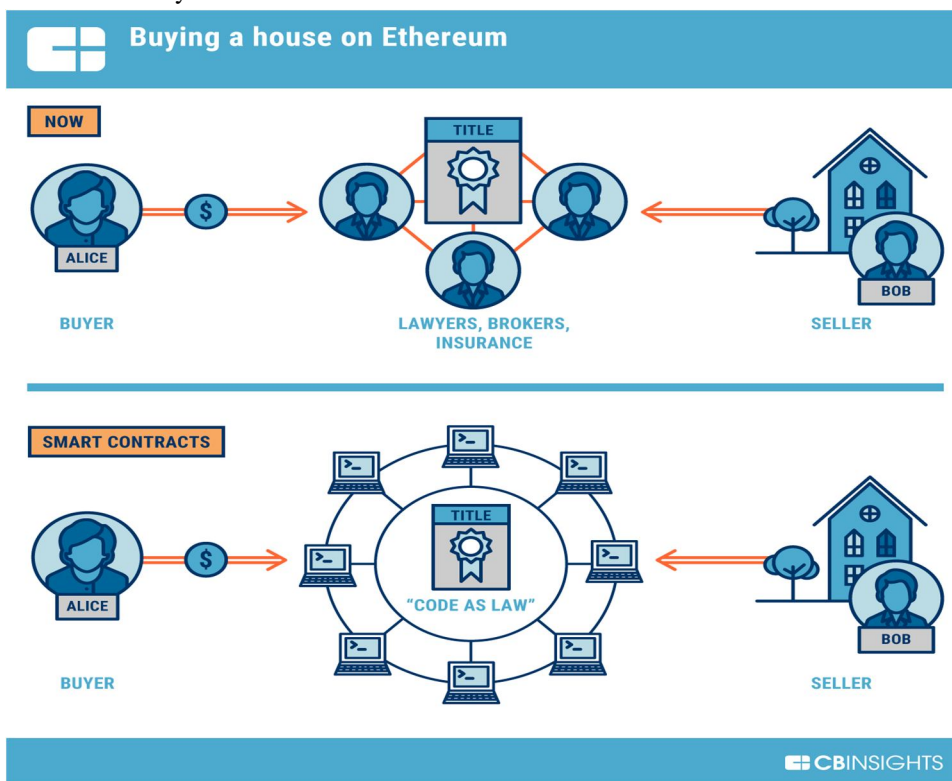 Buying a house on Ethereum
NOW
TITLE
$
ALICE
BOB
BUYER
LAWYERS, BROKERS,
INSURANCE
SELLER
SMART CONTRACTS
>_
>_
>_
TITLE
$
>_
>_
"CODE AS LAW"
ALICE
BOB
>_
>_
>_
BUYER
SELLER
CBINSIGHTS